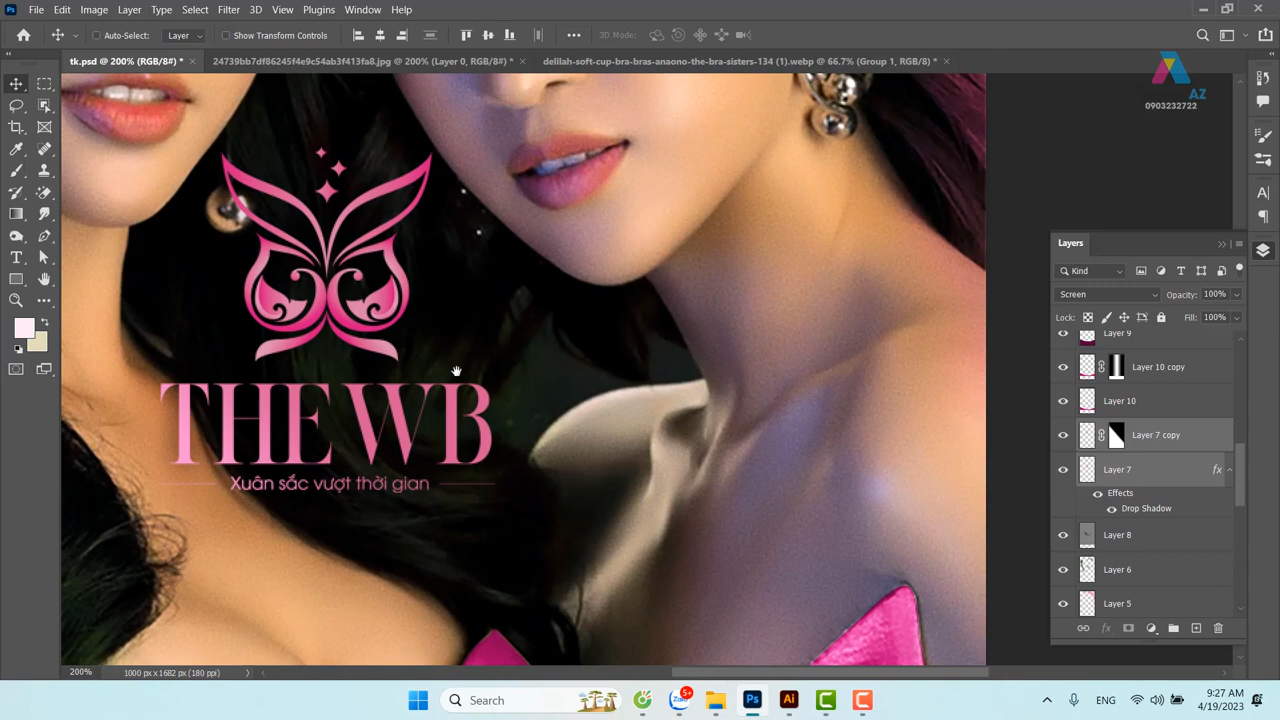 File Edit Image Layer Type Select Filter 3D View Plugins Window Help
Auto-Select: Layer Show Transform Controls 3D Mode:
tk.psd @ 200% (RGB/8#) * 24739bb7df86245f4e9c54ab3f413fa8.jpg @ 200% (Layer 0, RGB/8#) * delilah-soft-cup-bra-bras-anaono-the-bra-sisters-134 (1).webp @ 66.7% (Group 1, RGB/8#) *
AZ
0903232722
THE WB
Xuân sắc vượt thời gian
Layers
Kind
Screen Opacity: 100%
Lock: Fill: 100%
Layer 9
Layer 10 copy
Layer 10
Layer 7 copy
Layer 7 fx
Effects
Drop Shadow
Layer 8
Layer 6
Layer 5
200% 1000 px x 1682 px (180 ppi)
Search
5+
Zalo
Ps
Ai
ENG
9:27 AM
4/19/2023